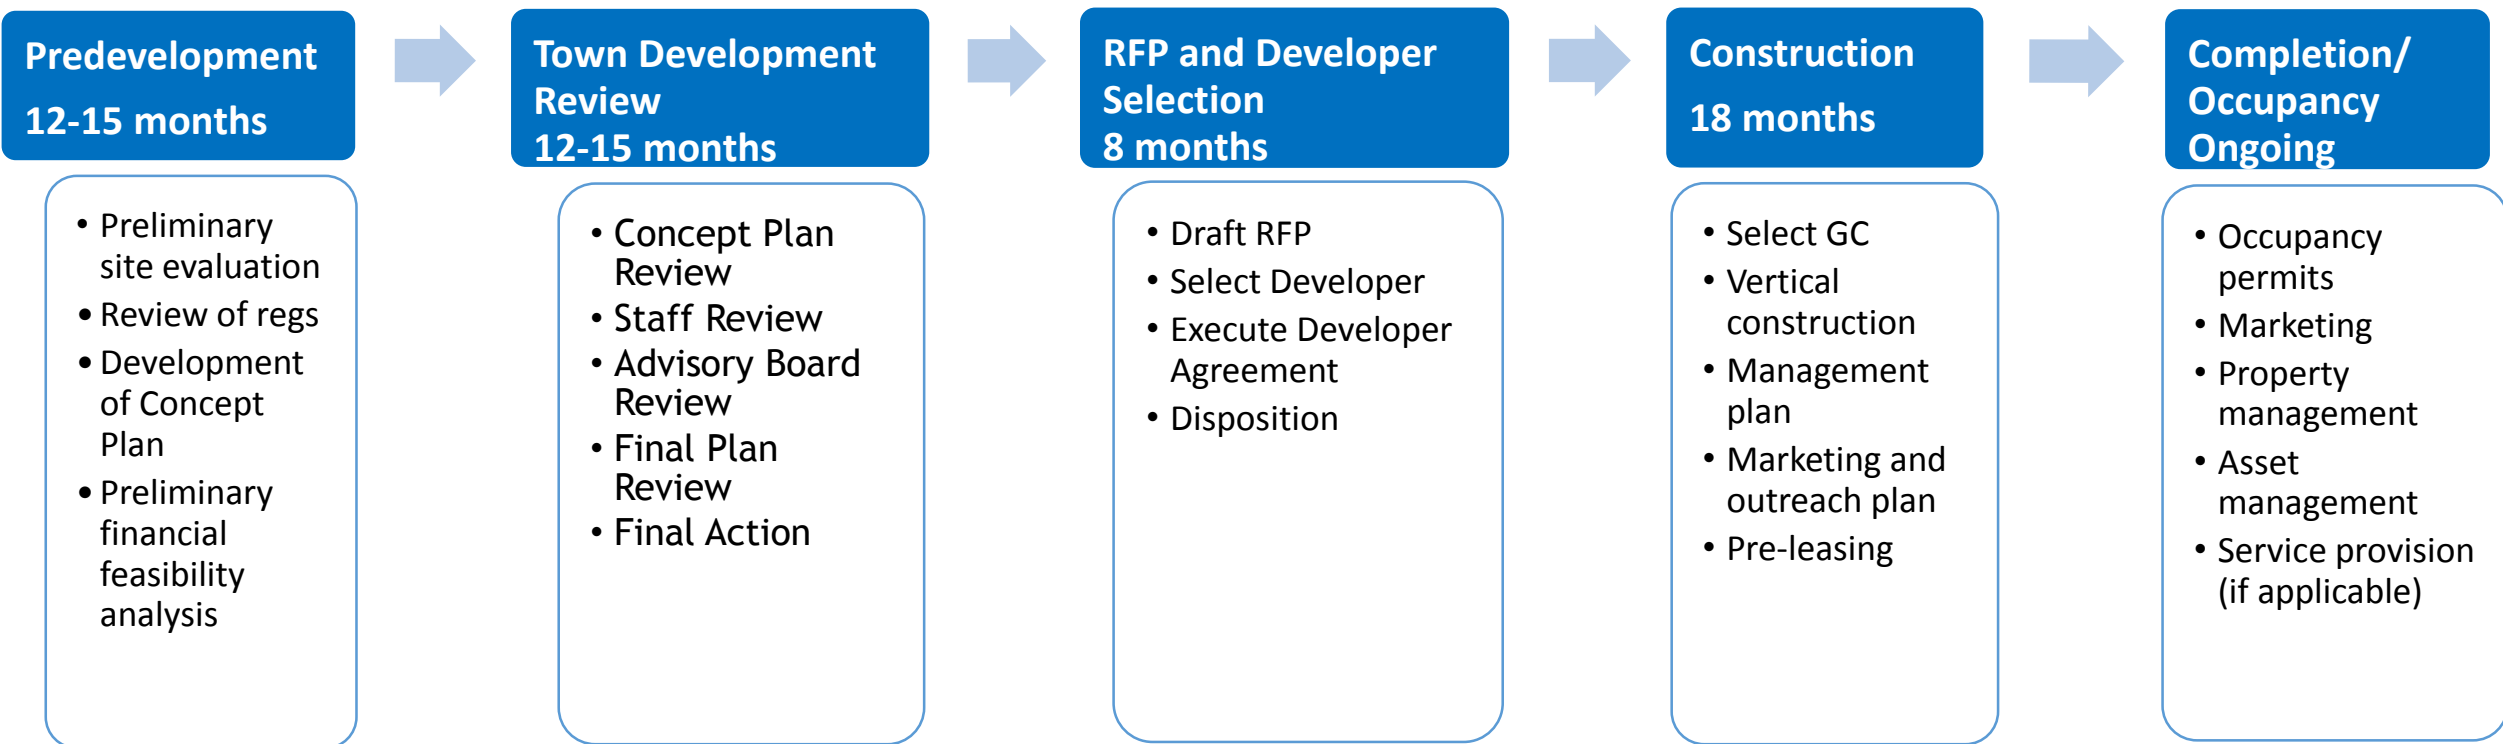 Predevelopment
12-15 months
• Preliminary
site evaluation
• Review of regs
• Development
of Concept
Plan
• Preliminary
financial
feasibility
analysis
Town Development
Review
12-15 months
• Concept Plan
Review
• Staff Review
• Advisory Board
Review
• Final Plan
Review
• Final Action
RFP and Developer
Selection
8 months
• Draft RFP
• Select Developer
• Execute Developer
Agreement
• Disposition
Construction
18 months
• Select GC
• Vertical
construction
• Management
plan
• Marketing and
outreach plan
• Pre-leasing
Completion/
Occupancy
Ongoing
• Occupancy
permits
• Marketing
• Property
management
• Asset
management
• Service provision
(if applicable)